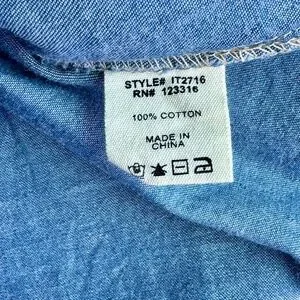 STYLE# IT2716
RN# 123316
100% COTTON
MADE IN
CHINA